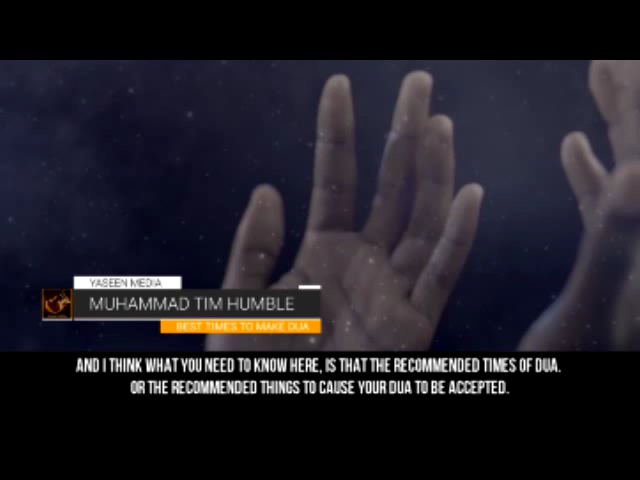 YASEEN MEDIA
MUHAMMAD TIM HUMBLE
BEST TIMES TO MAKE DUA
AND I THINK WHAT YOU NEED TO KNOW HERE, IS THAT THE RECOMMENDED TIMES OF DUA.
OR THE RECOMMENDED THINGS TO CAUSE YOUR DUA TO BE ACCEPTED.